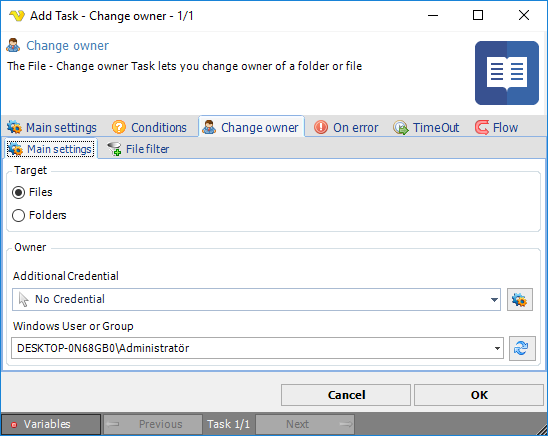 Add Task - Change owner - 1/1
Change owner
The File - Change owner Task lets you change owner of a folder or file
Main settings Conditions Change owner On error TimeOut Flow
Main settings File filter
Target
Files
Folders
Owner
Additional Credential
No Credential
Windows User or Group
DESKTOP-0N68GB0\Administratör
Cancel OK
Variables Previous Task 1/1 Next